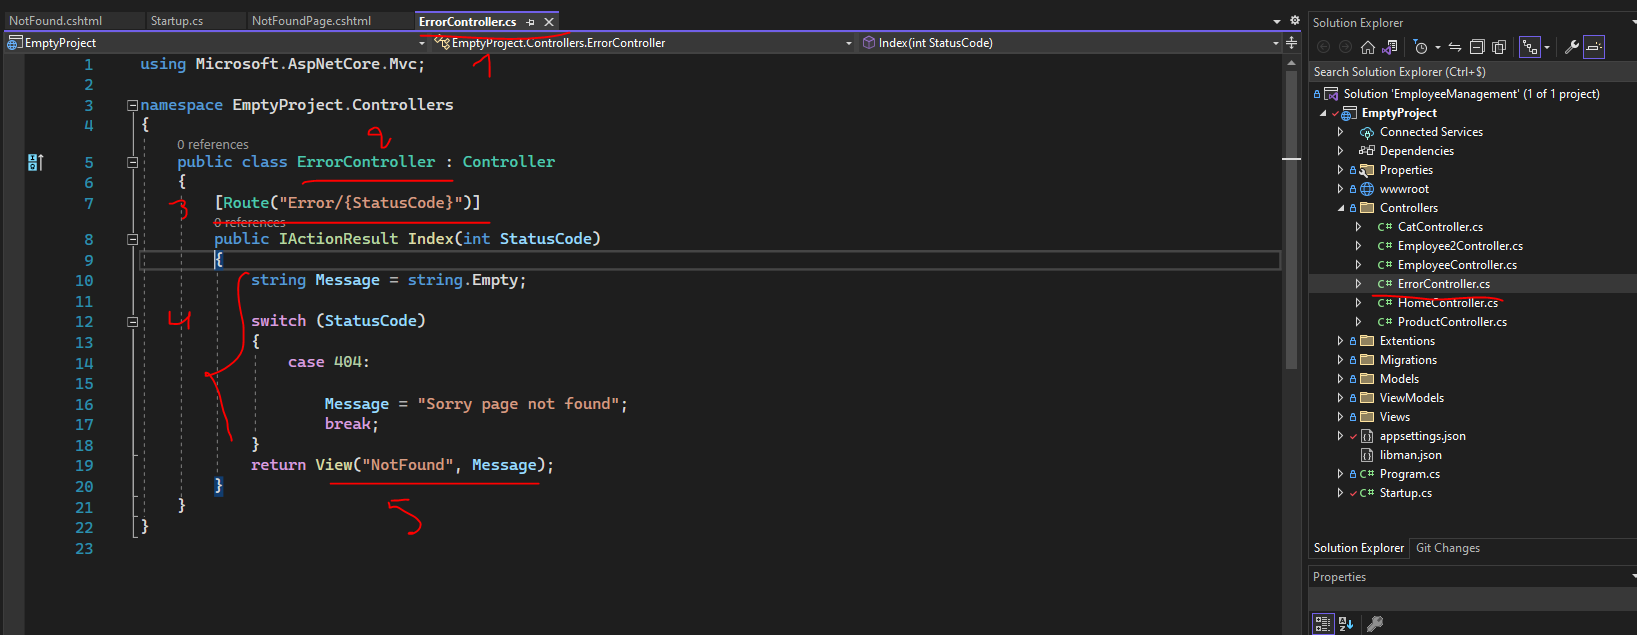 NotFound.cshtml Startup.cs NotFoundPage.cshtml ErrorController.cs
EmptyProject EmptyProject.Controllers.ErrorController Index(int StatusCode)
1
1 using Microsoft.AspNetCore.Mvc;
2
3 namespace EmptyProject.Controllers
4 {
2
0 references
5 public class ErrorController : Controller
6 {
3
7 [Route("Error/{StatusCode}")]
0 references
8 public IActionResult Index(int StatusCode)
9 {
10 string Message = string.Empty;
11
4
12 switch (StatusCode)
13 {
14 case 404:
15
16 Message = "Sorry page not found";
17 break;
18 }
19 return View("NotFound", Message);
20 }
5
21 }
22 }
23
Solution Explorer
Search Solution Explorer (Ctrl+$)
Solution 'EmployeeManagement' (1 of 1 project)
EmptyProject
Connected Services
Dependencies
Properties
wwwroot
Controllers
C# CatController.cs
C# Employee2Controller.cs
C# EmployeeController.cs
C# ErrorController.cs
C# HomeController.cs
C# ProductController.cs
Extentions
Migrations
Models
ViewModels
Views
appsettings.json
libman.json
C# Program.cs
C# Startup.cs
Solution Explorer Git Changes
Properties